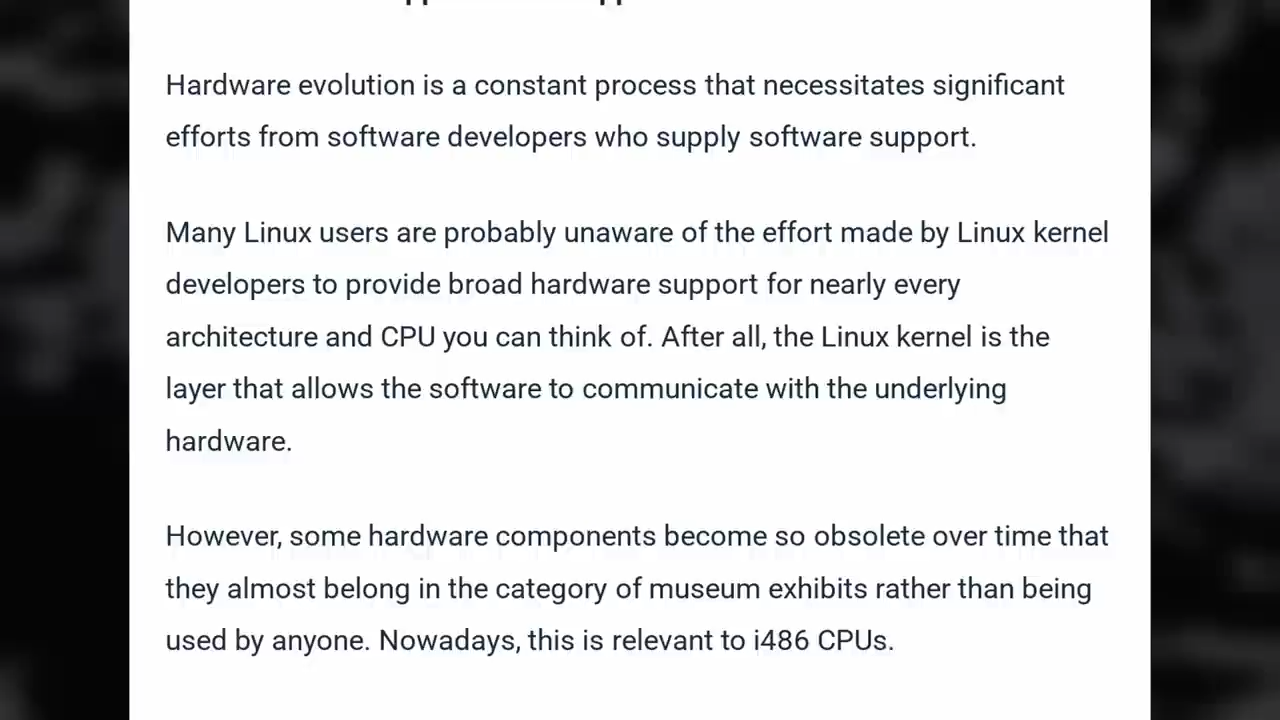 Hardware evolution is a constant process that necessitates significant
efforts from software developers who supply software support.
Many Linux users are probably unaware of the effort made by Linux kernel
developers to provide broad hardware support for nearly every
architecture and CPU you can think of. After all, the Linux kernel is the
layer that allows the software to communicate with the underlying
hardware.
However, some hardware components become so obsolete over time that
they almost belong in the category of museum exhibits rather than being
used by anyone. Nowadays, this is relevant to i486 CPUs.